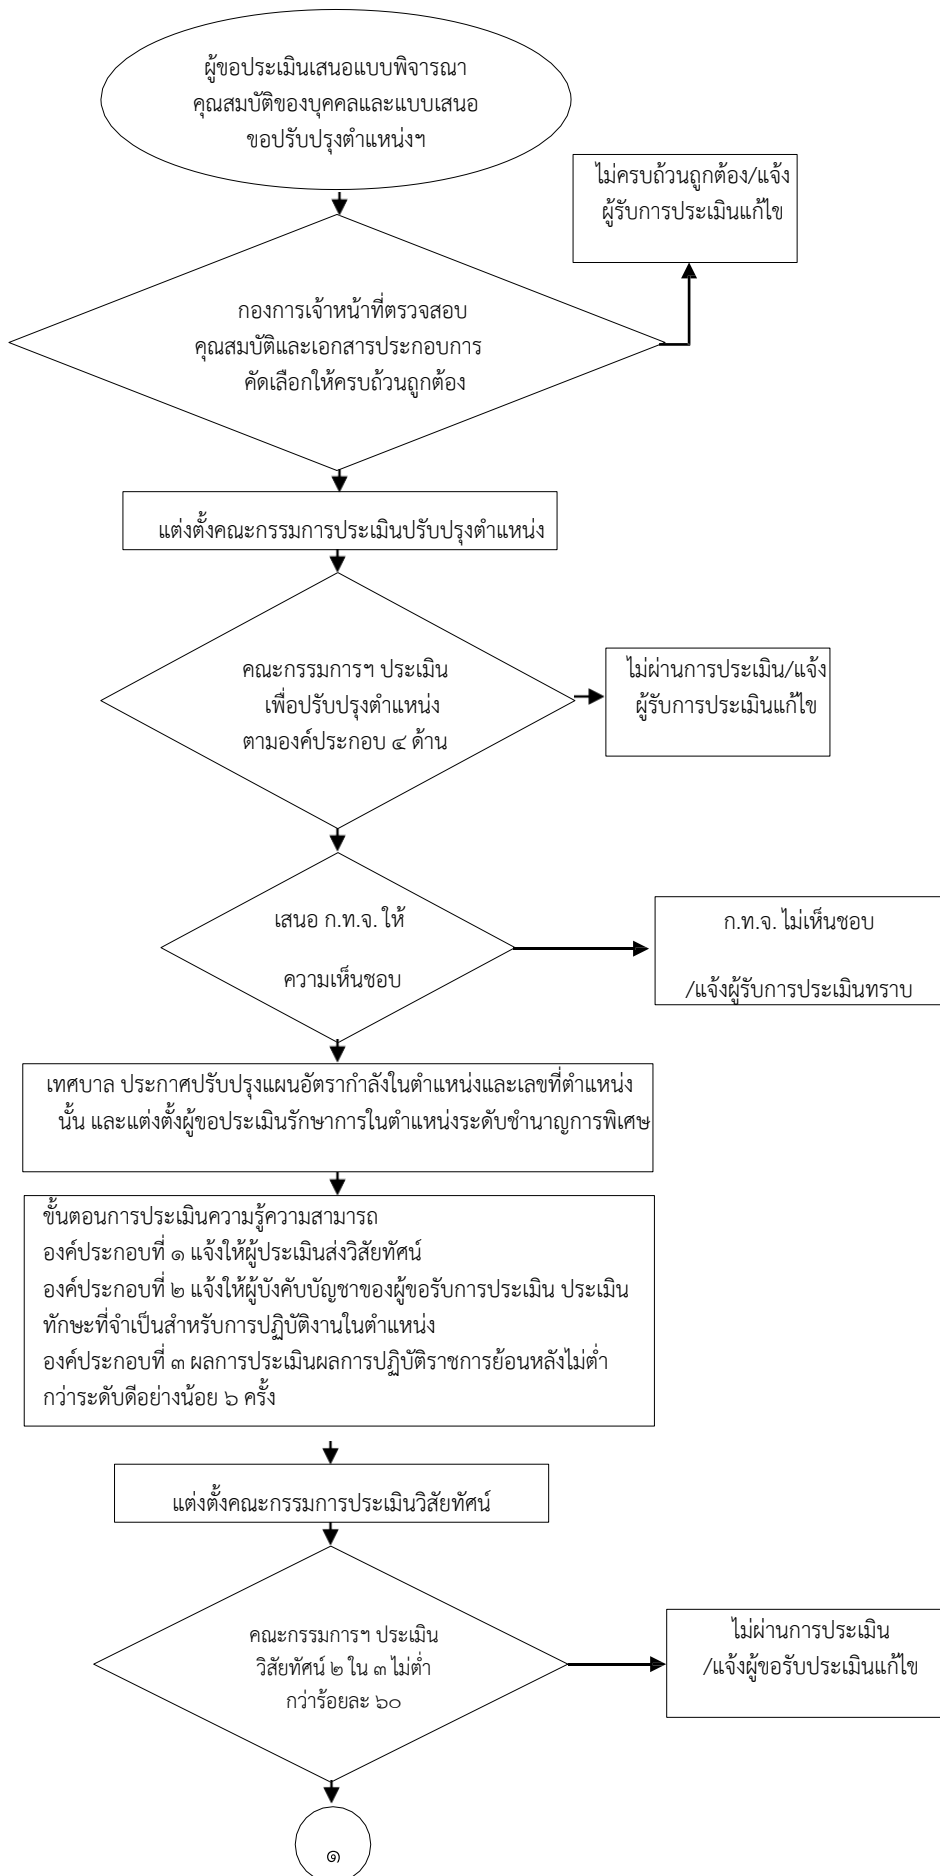 ผู้ขอประเมินเสนอแบบพิจารณา
คุณสมบัติของบุคคลและแบบเสนอ
ขอปรับปรุงตำแหน่งฯ
ไม่ครบถ้วนถูกต้อง/แจ้ง
ผู้รับการประเมินแก้ไข
กองการเจ้าหน้าที่ตรวจสอบ
คุณสมบัติและเอกสารประกอบการ
คัดเลือกให้ครบถ้วนถูกต้อง
แต่งตั้งคณะกรรมการประเมินปรับปรุงตำแหน่ง
คณะกรรมการฯ ประเมิน
เพื่อปรับปรุงตำแหน่ง
ตามองค์ประกอบ ๔ ด้าน
ไม่ผ่านการประเมิน/แจ้ง
ผู้รับการประเมินแก้ไข
เสนอ ก.ท.จ. ให้
ความเห็นชอบ
ก.ท.จ. ไม่เห็นชอบ
/แจ้งผู้รับการประเมินทราบ
เทศบาล ประกาศปรับปรุงแผนอัตรากำลังในตำแหน่งและเลขที่ตำแหน่ง
นั้น และแต่งตั้งผู้ขอประเมินรักษาการในตำแหน่งระดับชำนาญการพิเศษ
ขั้นตอนการประเมินความรู้ความสามารถ
องค์ประกอบที่ ๑ แจ้งให้ผู้ประเมินส่งวิสัยทัศน์
องค์ประกอบที่ ๒ แจ้งให้ผู้บังคับบัญชาของผู้ขอรับการประเมิน ประเมิน
ทักษะที่จำเป็นสำหรับการปฏิบัติงานในตำแหน่ง
องค์ประกอบที่ ๓ ผลการประเมินผลการปฏิบัติราชการย้อนหลังไม่ต่ำ
กว่าระดับดีอย่างน้อย ๖ ครั้ง
แต่งตั้งคณะกรรมการประเมินวิสัยทัศน์
คณะกรรมการฯ ประเมิน
วิสัยทัศน์ ๒ ใน ๓ ไม่ต่ำ
กว่าร้อยละ ๖๐
ไม่ผ่านการประเมิน
/แจ้งผู้ขอรับประเมินแก้ไข
๑